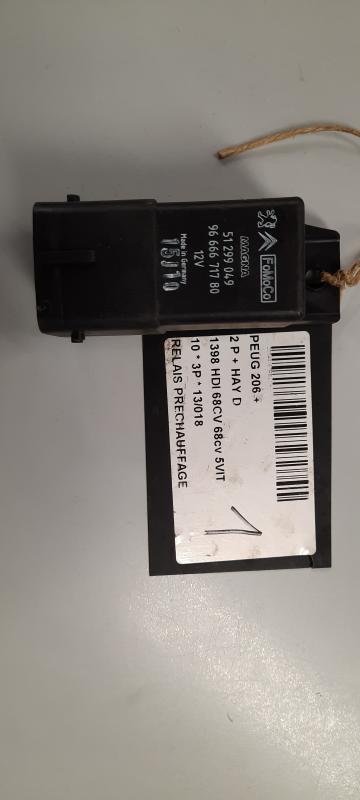 FoMoCo
MAGNA
51 299 049
96 666 717 80
12V
Made in Germany
15J10
PEUG 206 +
2 P + HAY D
1398 HDI 68CV 68cv 5VIT
10 * 3P * 13/018
RELAIS PRECHAUFFAGE
1